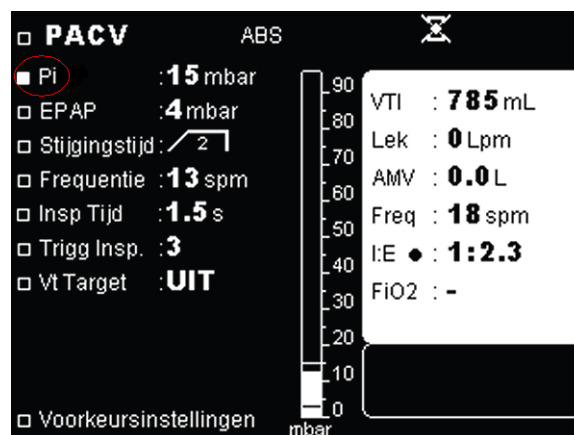 PACV ABS
Pi :15 mbar
EPAP :4 mbar
Stijgingstijd: 2
Frequentie :13 spm
Insp Tijd :1.5 s
Trigg Insp. :3
Vt Target :UIT
Voorkeursinstellingen
90
80
70
60
50
40
30
20
10
0
mbar
VTI : 785 mL
Lek : 0 Lpm
AMV : 0.0 L
Freq : 18 spm
I:E ● : 1:2.3
FiO2 : -